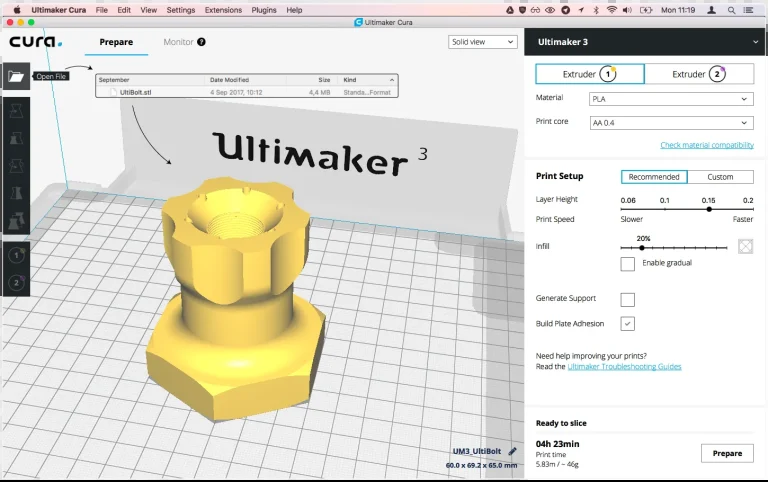 Ultimaker Cura File Edit View Settings Extensions Plugins Help Mon 11:19
Ultimaker Cura
cura.
Prepare Monitor ?
Solid view
Ultimaker 3
Open File
September Date Modified Size Kind
UltiBolt.stl 4 Sep 2017, 10:12 4,4 MB Standa...Format
Extruder 1 Extruder 2
Material PLA
Print core AA 0.4
Check material compatibility
Ultimaker 3
Print Setup Recommended Custom
Layer Height 0.06 0.1 0.15 0.2
Print Speed Slower Faster
Infill 20%
Enable gradual
1
2
Generate Support
Build Plate Adhesion
Need help improving your prints?
Read the Ultimaker Troubleshooting Guides
Ready to slice
04h 23min
Print time
5.83m / ~ 46g
Prepare
UM3_UltiBolt
60.0 x 69.2 x 65.0 mm